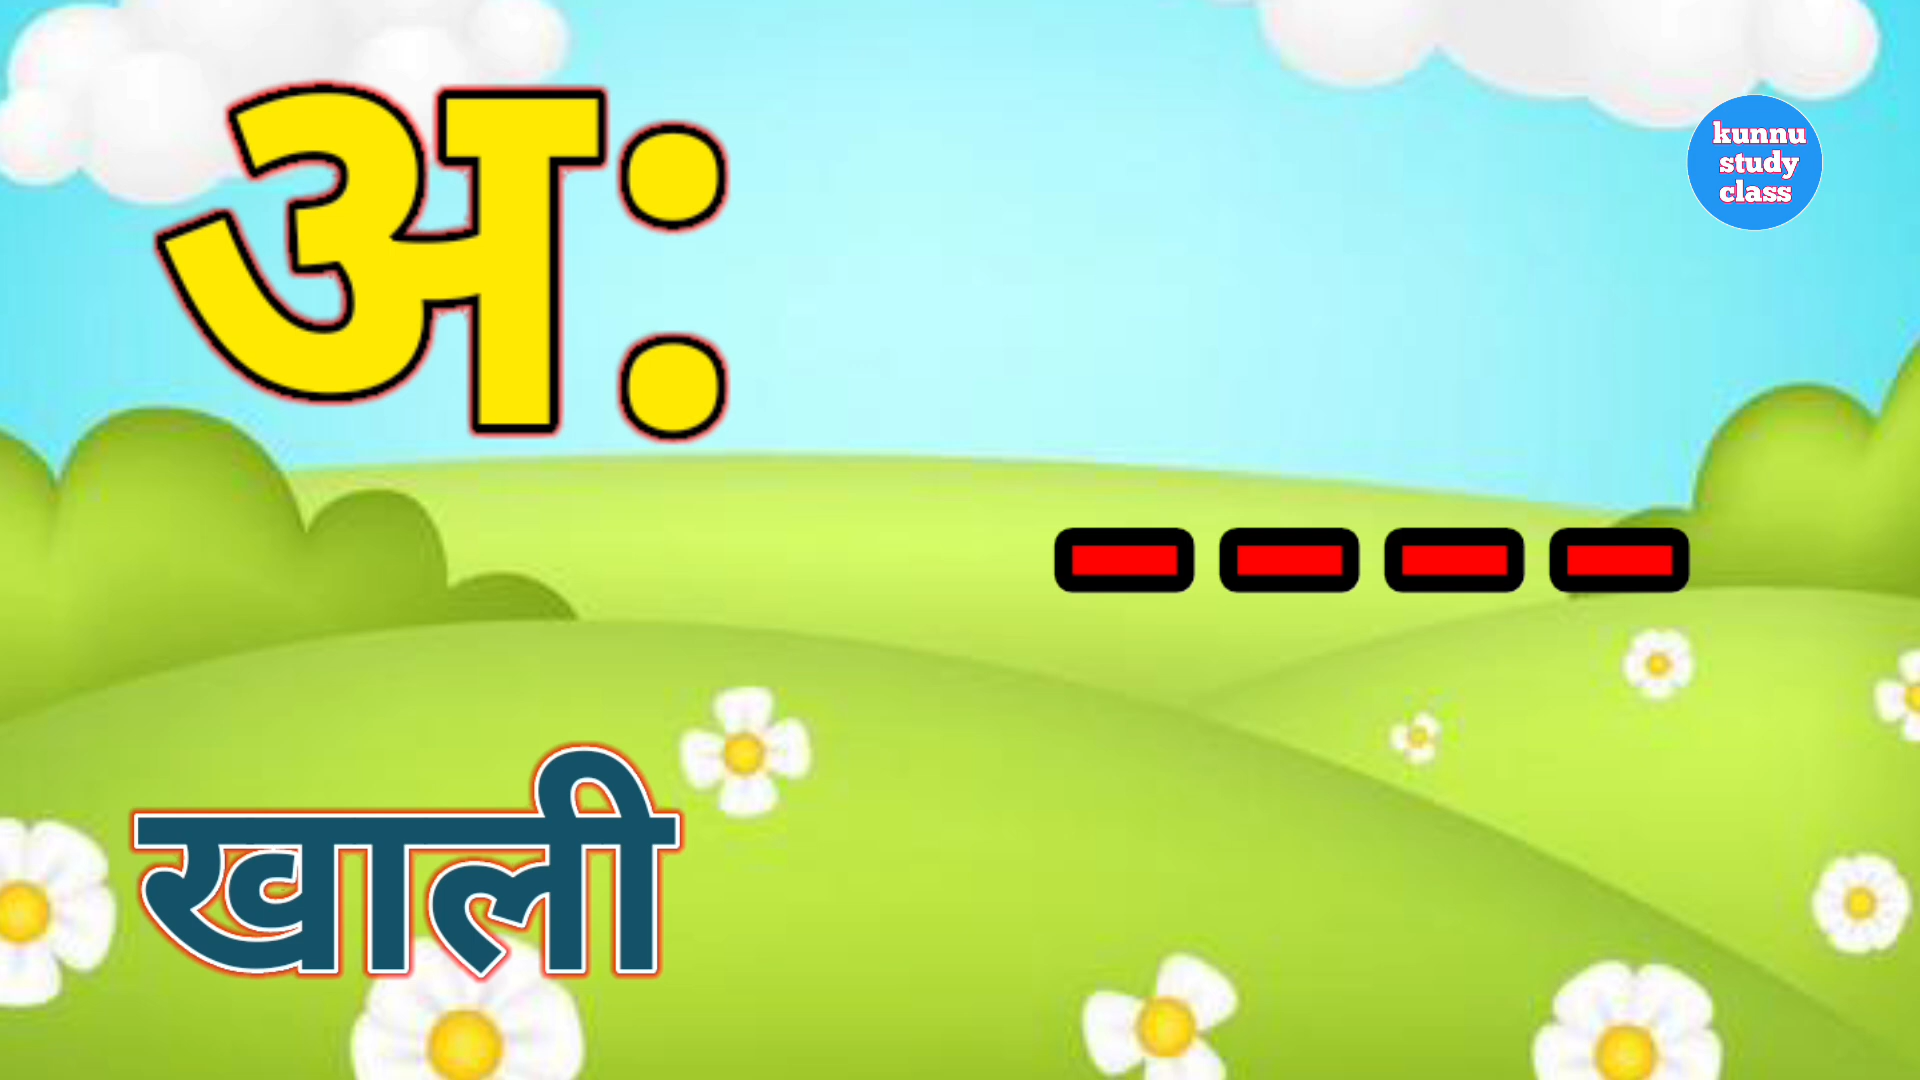 अः
kunnu
study
class
– – – –
खाली